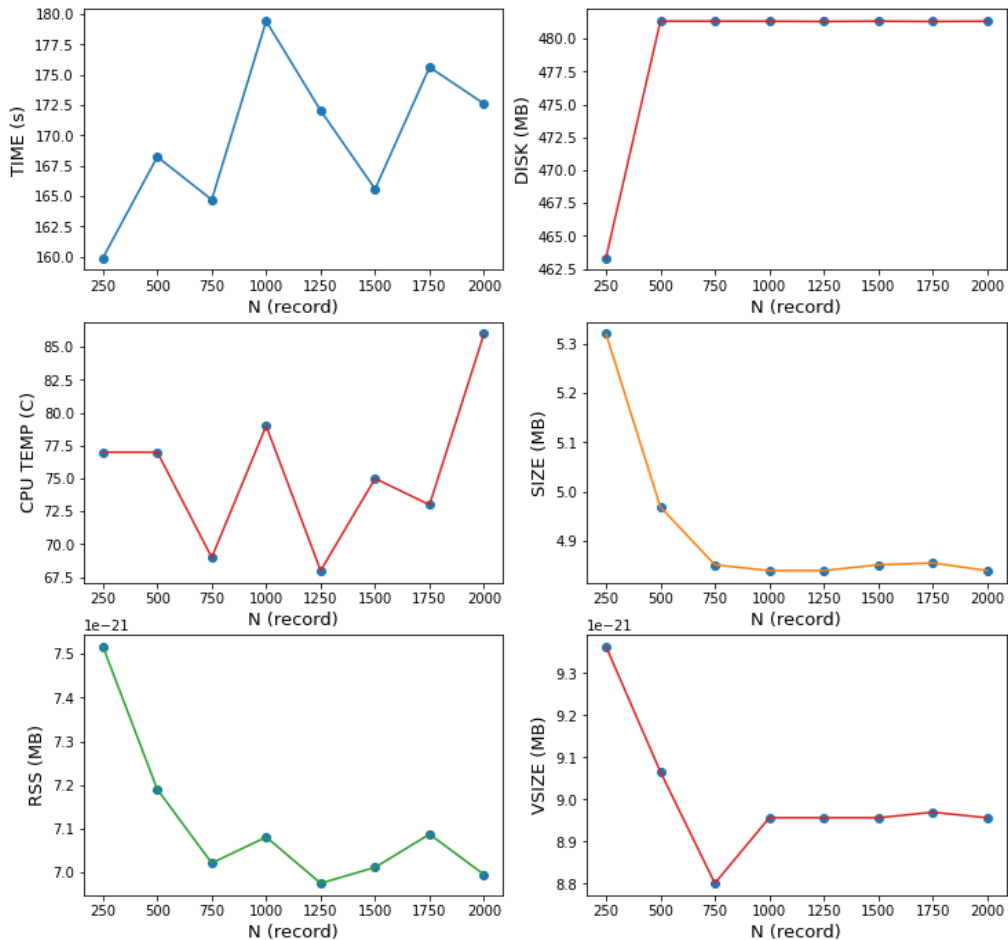 180.0
177.5
175.0
172.5
170.0
167.5
165.0
162.5
160.0
TIME (s)
250 500 750 1000 1250 1500 1750 2000
N (record)
480.0
477.5
475.0
472.5
470.0
467.5
465.0
462.5
DISK (MB)
250 500 750 1000 1250 1500 1750 2000
N (record)
85.0
82.5
80.0
77.5
75.0
72.5
70.0
67.5
CPU TEMP (C)
250 500 750 1000 1250 1500 1750 2000
N (record)
5.3
5.2
5.1
5.0
4.9
SIZE (MB)
250 500 750 1000 1250 1500 1750 2000
N (record)
1e−21
7.5
7.4
7.3
7.2
7.1
7.0
RSS (MB)
250 500 750 1000 1250 1500 1750 2000
N (record)
1e−21
9.3
9.2
9.1
9.0
8.9
8.8
VSIZE (MB)
250 500 750 1000 1250 1500 1750 2000
N (record)